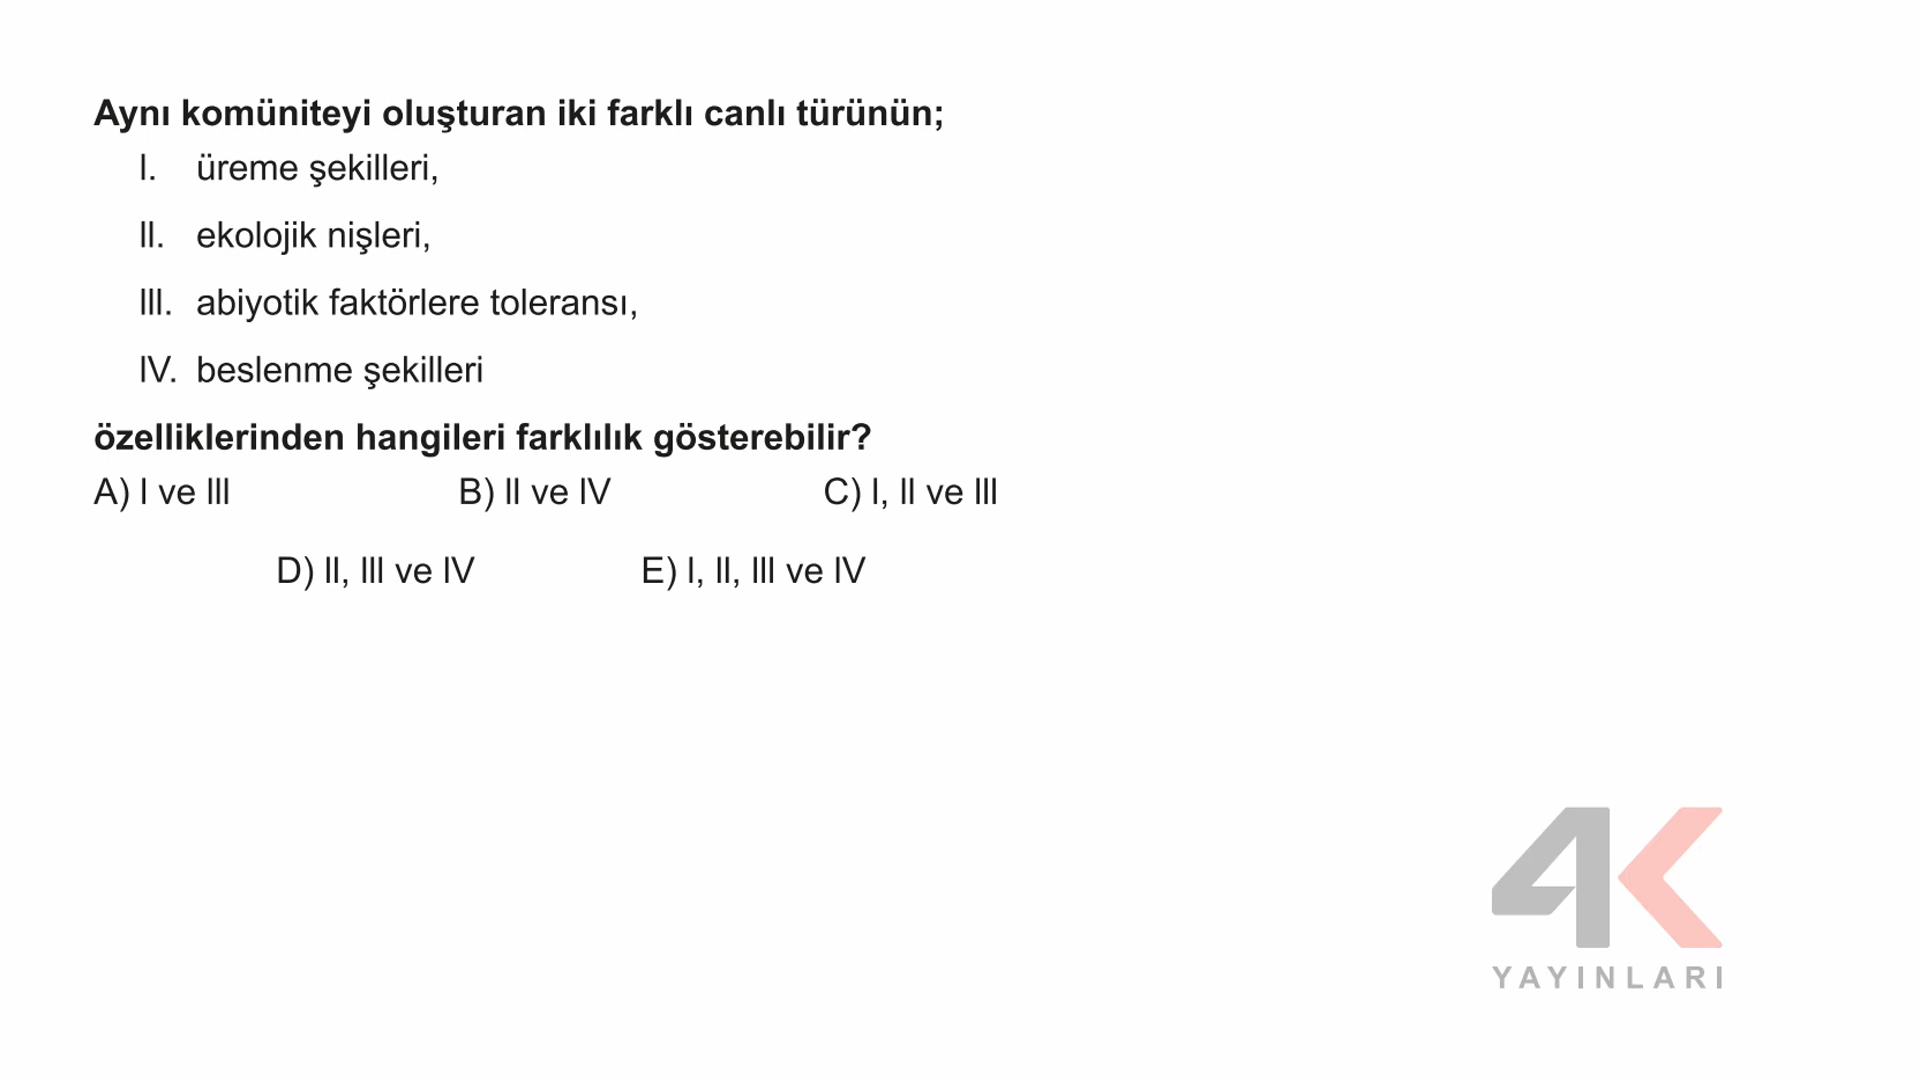 Aynı komüniteyi oluşturan iki farklı canlı türünün;
I. üreme şekilleri,
II. ekolojik nişleri,
III. abiyotik faktörlere toleransı,
IV. beslenme şekilleri
özelliklerinden hangileri farklılık gösterebilir?
A) I ve III B) II ve IV C) I, II ve III
D) II, III ve IV E) I, II, III ve IV
4K
YAYINLARI